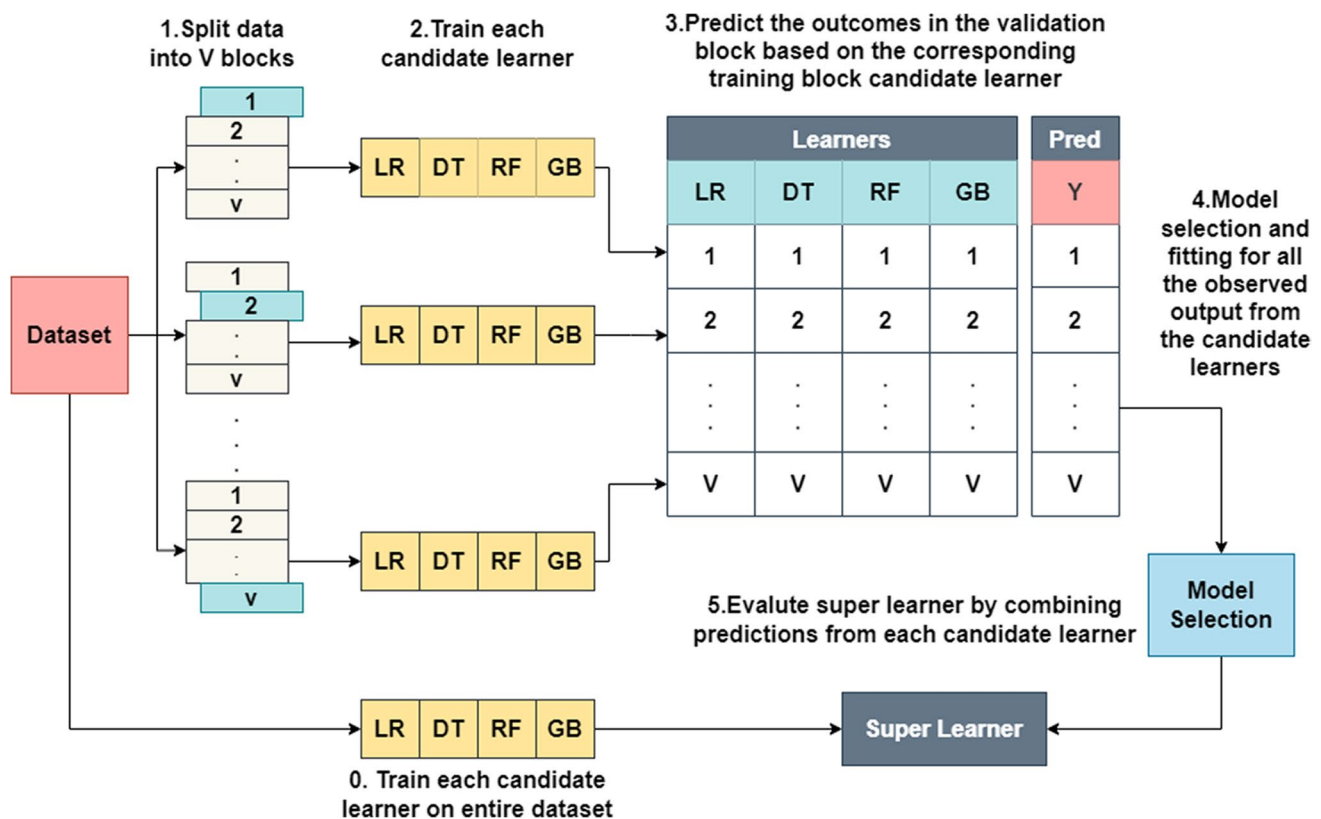 1.Split data
into V blocks
2.Train each
candidate learner
3.Predict the outcomes in the validation
block based on the corresponding
training block candidate learner
1
2
.
.
V
LR DT RF GB
Learners
Pred
LR DT RF GB
Y
1 1 1 1 1
2 2 2 2 2
. . . . .
. . . . .
. . . . .
V V V V V
4.Model
selection and
fitting for all
the observed
output from
the candidate
learners
Dataset
1
2
.
.
V
LR DT RF GB
.
.
.
.
1
2
.
.
V
LR DT RF GB
5.Evalute super learner by combining
predictions from each candidate learner
Model
Selection
LR DT RF GB
Super Learner
0. Train each candidate
learner on entire dataset